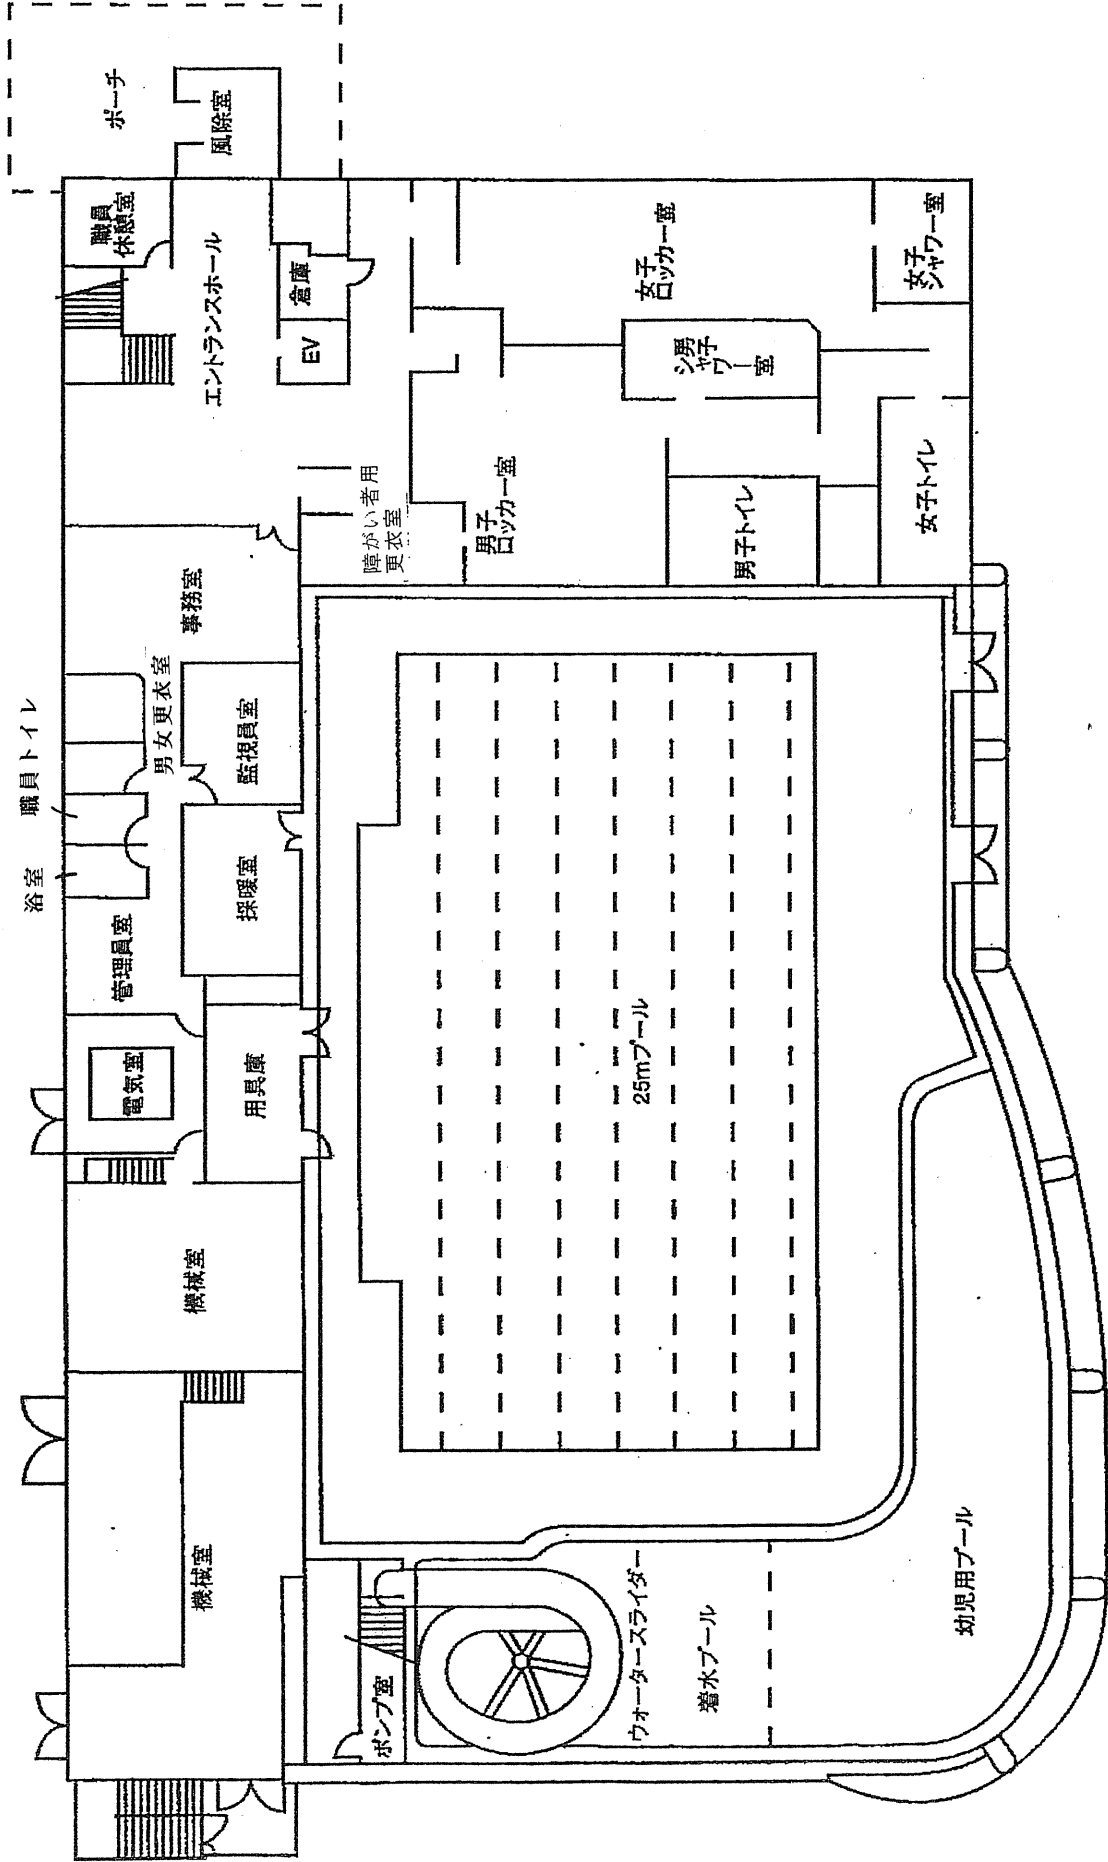 ポーチ
風除室
職員
休憩室
エントランスホール
倉庫
EV
女子
ロッカー室
女子
シャワー室
男子
シャワー室
障がい者用
更衣室
男子
ロッカー室
男子トイレ
女子トイレ
事務室
男女更衣室
監視員室
職員トイレ
浴室
採暖室
管理員室
電気室
用具庫
25mプール
機械室
機械室
ポンプ室
ウォータースライダー
着水プール
幼児用プール